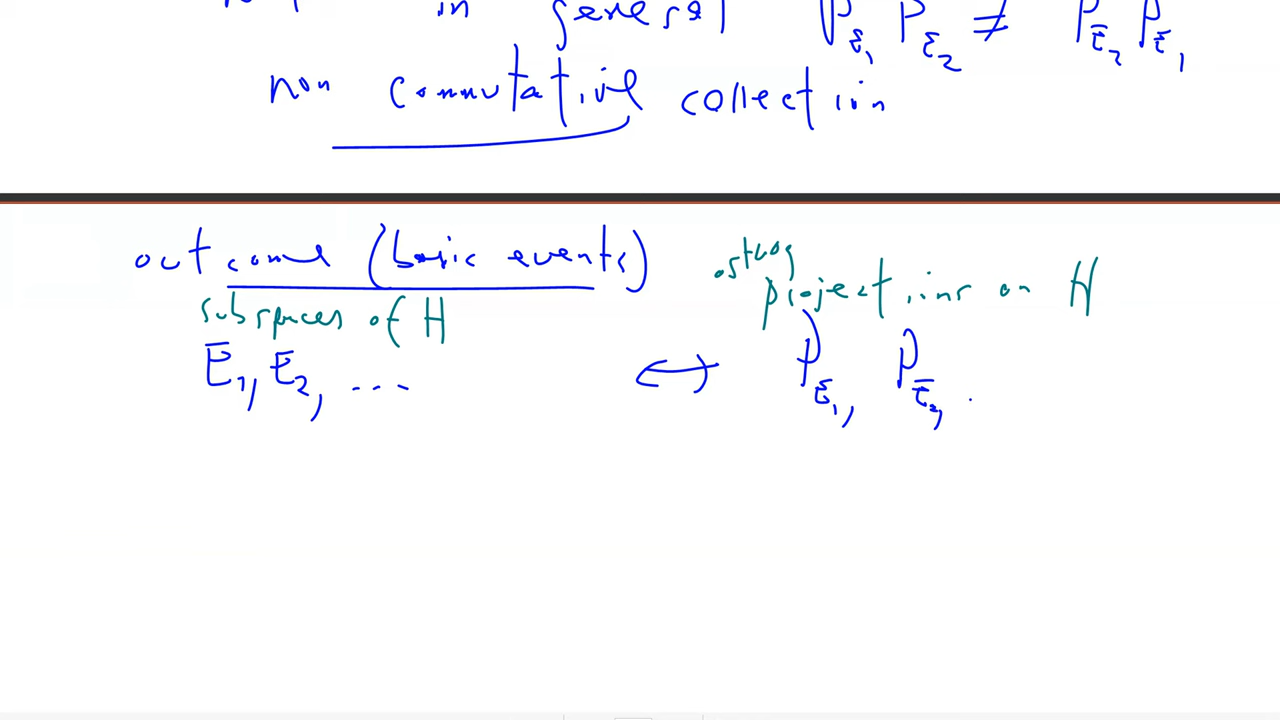 in general P_E₁ P_E₂ ≠ P_E₂ P_E₁
non commutative collection
outcome (basic events)
subspaces of H
orthog
projections on H
E₁, E₂, ... ↔ P_E₁, P_E₂, .